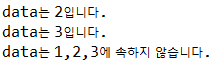 data는 2입니다.
data는 3입니다.
data는 1,2,3에 속하지 않습니다.